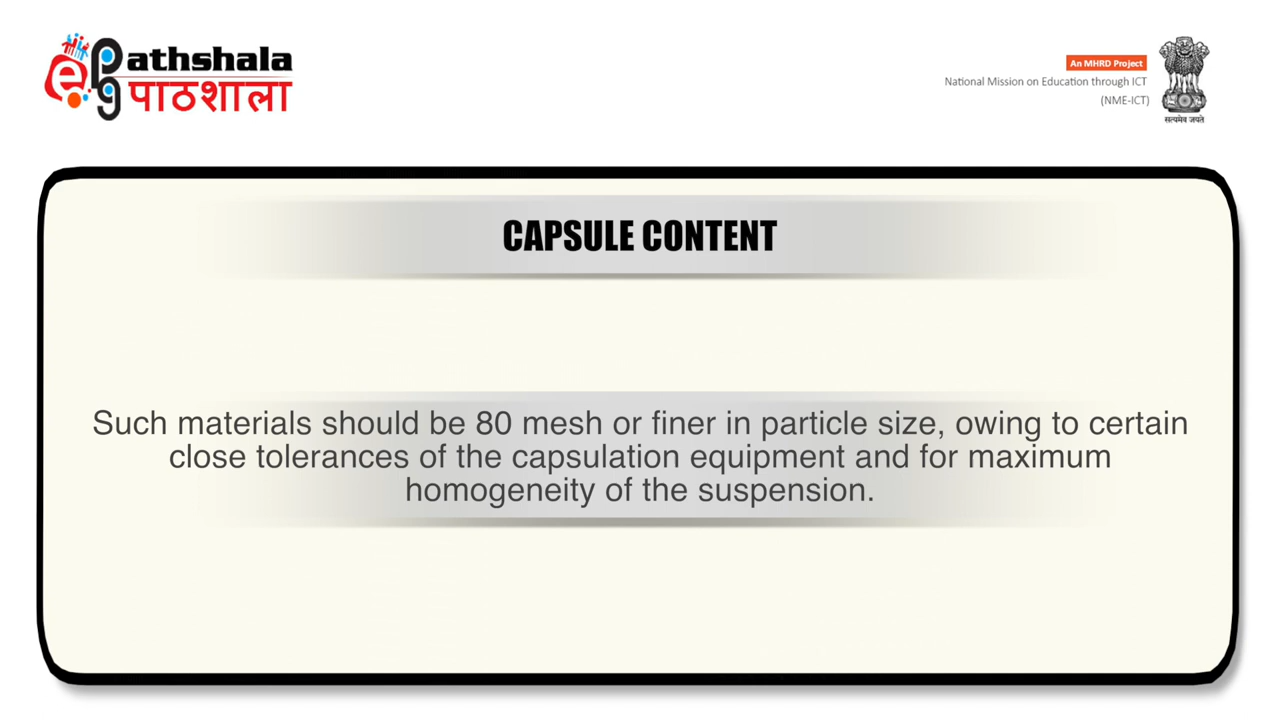 e pg Pathshala
पाठशाला
An MHRD Project
National Mission on Education through ICT
(NME-ICT)
सत्यमेव जयते
CAPSULE CONTENT
Such materials should be 80 mesh or finer in particle size, owing to certain
close tolerances of the capsulation equipment and for maximum
homogeneity of the suspension.